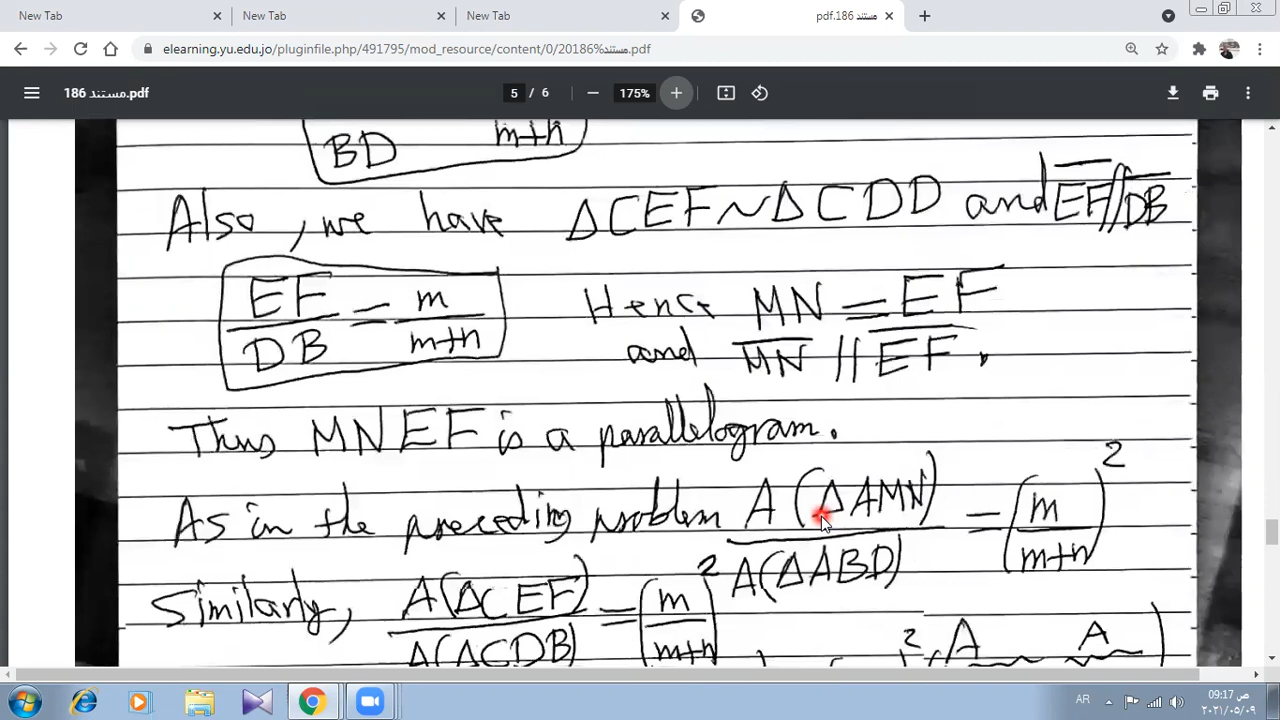 New Tab
New Tab
New Tab
مستند 186.pdf
elearning.yu.edu.jo/pluginfile.php/491795/mod_resource/content/0/20186%مستند.pdf
مستند 186.pdf
5 / 6
175%
BD m+n
Also, we have ΔCEF~ΔCDD and EF//DB
EF/DB = m/m+n Hence MN = EF
and MN // EF.
Thus MNEF is a parallelogram.
As in the preceding problem A(ΔAMN)/A(ΔABD) = (m/m+n)²
Similarly, A(ΔCEF)/A(ΔCDB) = (m/m+n)²
AR
09:17 ص
٢٠٢١/٠٥/٠٩